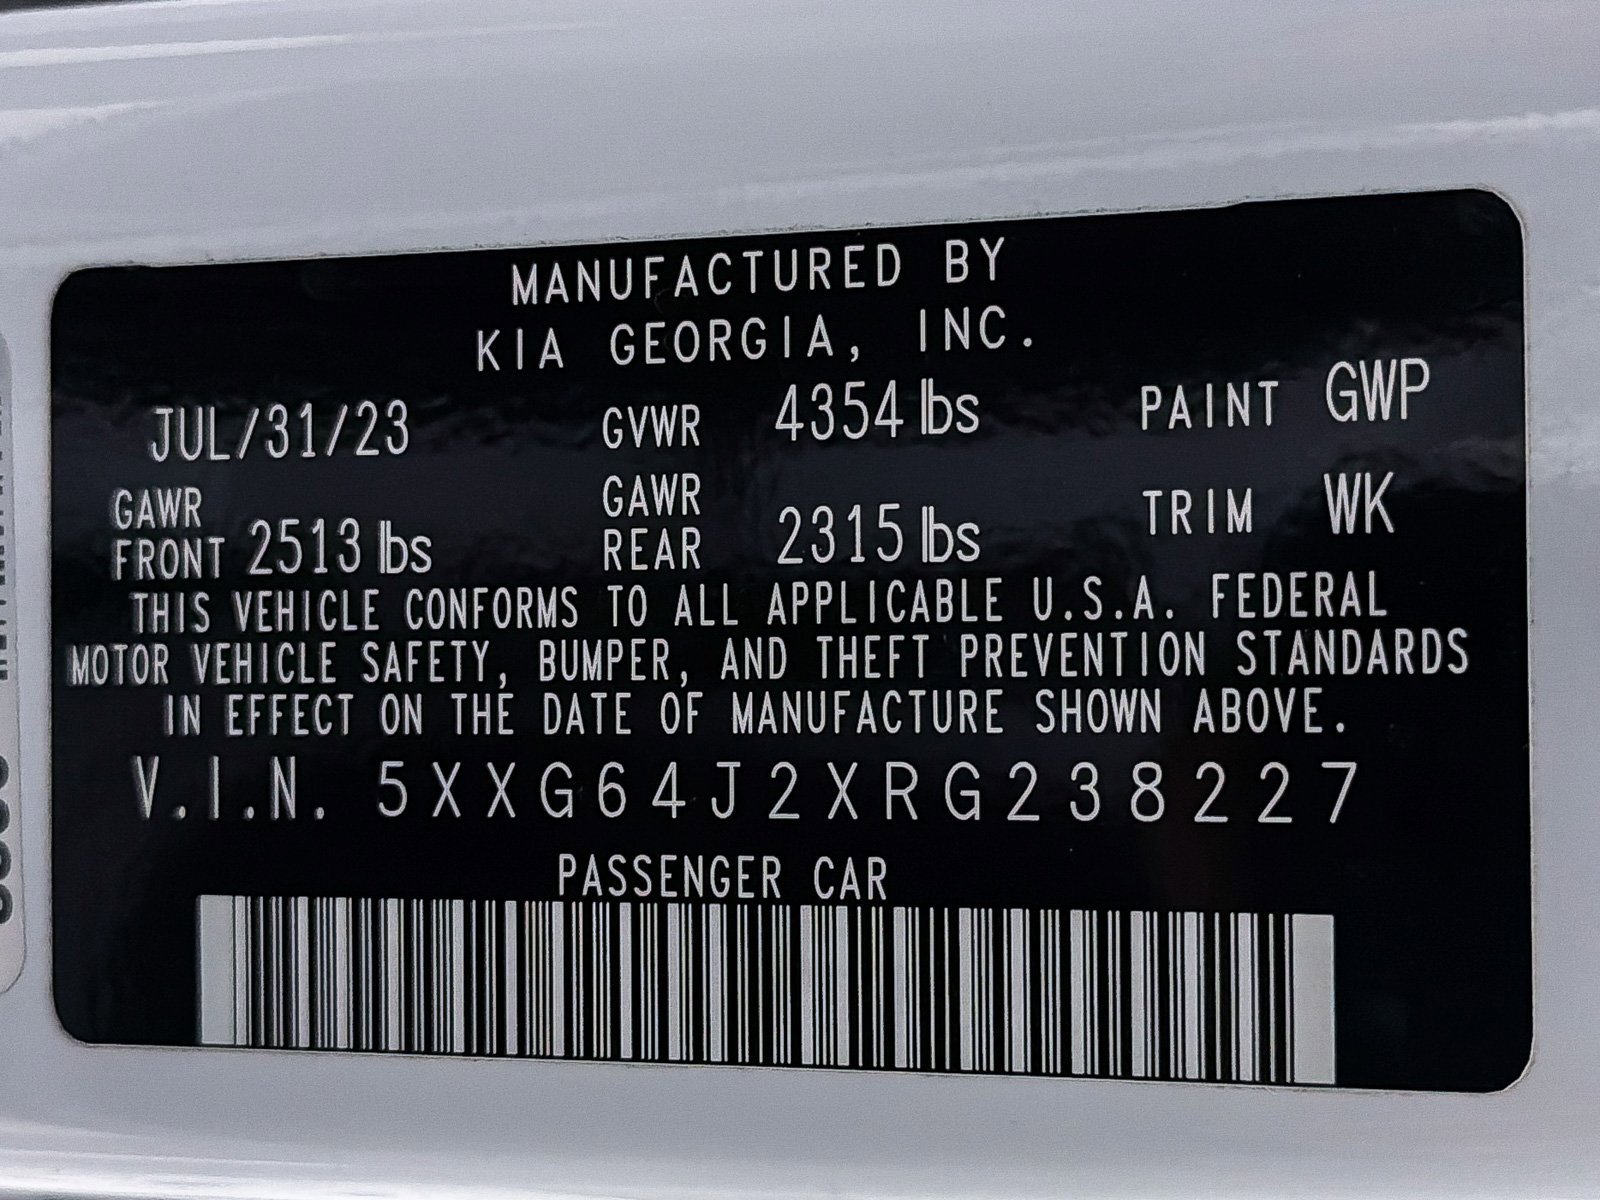 MANUFACTURED BY
KIA GEORGIA, INC.
JUL/31/23 GVWR 4354 lbs PAINT GWP
GAWR FRONT 2513 lbs GAWR REAR 2315 lbs TRIM WK
THIS VEHICLE CONFORMS TO ALL APPLICABLE U.S.A. FEDERAL
MOTOR VEHICLE SAFETY, BUMPER, AND THEFT PREVENTION STANDARDS
IN EFFECT ON THE DATE OF MANUFACTURE SHOWN ABOVE.
V.I.N. 5XXG64J2XRG238227
PASSENGER CAR